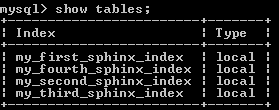 mysql> show tables;
+------------------------+-------+
| Index                  | Type  |
+------------------------+-------+
| my_first_sphinx_index  | local |
| my_fourth_sphinx_index | local |
| my_second_sphinx_index | local |
| my_third_sphinx_index  | local |
+------------------------+-------+